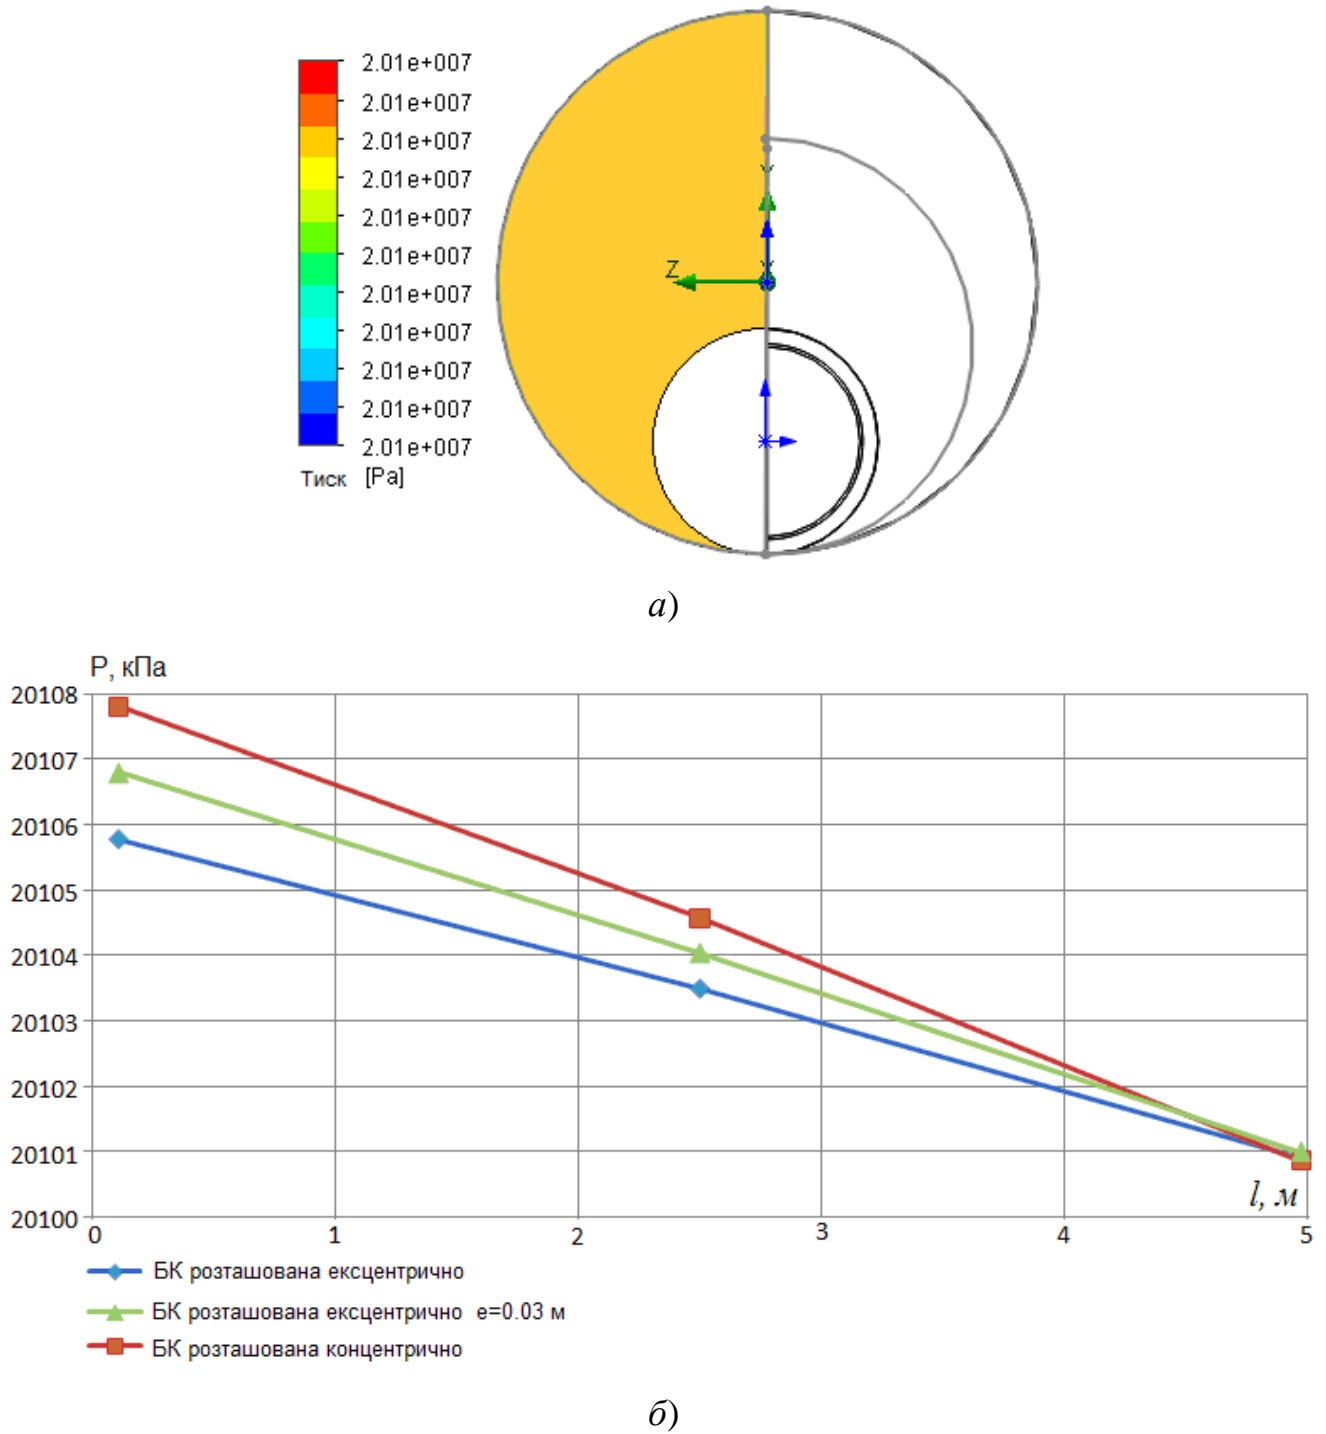 2.01e+007
2.01e+007
2.01e+007
2.01e+007
2.01e+007
2.01e+007
2.01e+007
2.01e+007
2.01e+007
2.01e+007
2.01e+007
Тиск [Pa]
Y
Y
Z
а)
P, кПа
20108
20107
20106
20105
20104
20103
20102
20101
20100
l, м
0 1 2 3 4 5
БК розташована ексцентрично
БК розташована ексцентрично e=0.03 м
БК розташована концентрично
б)